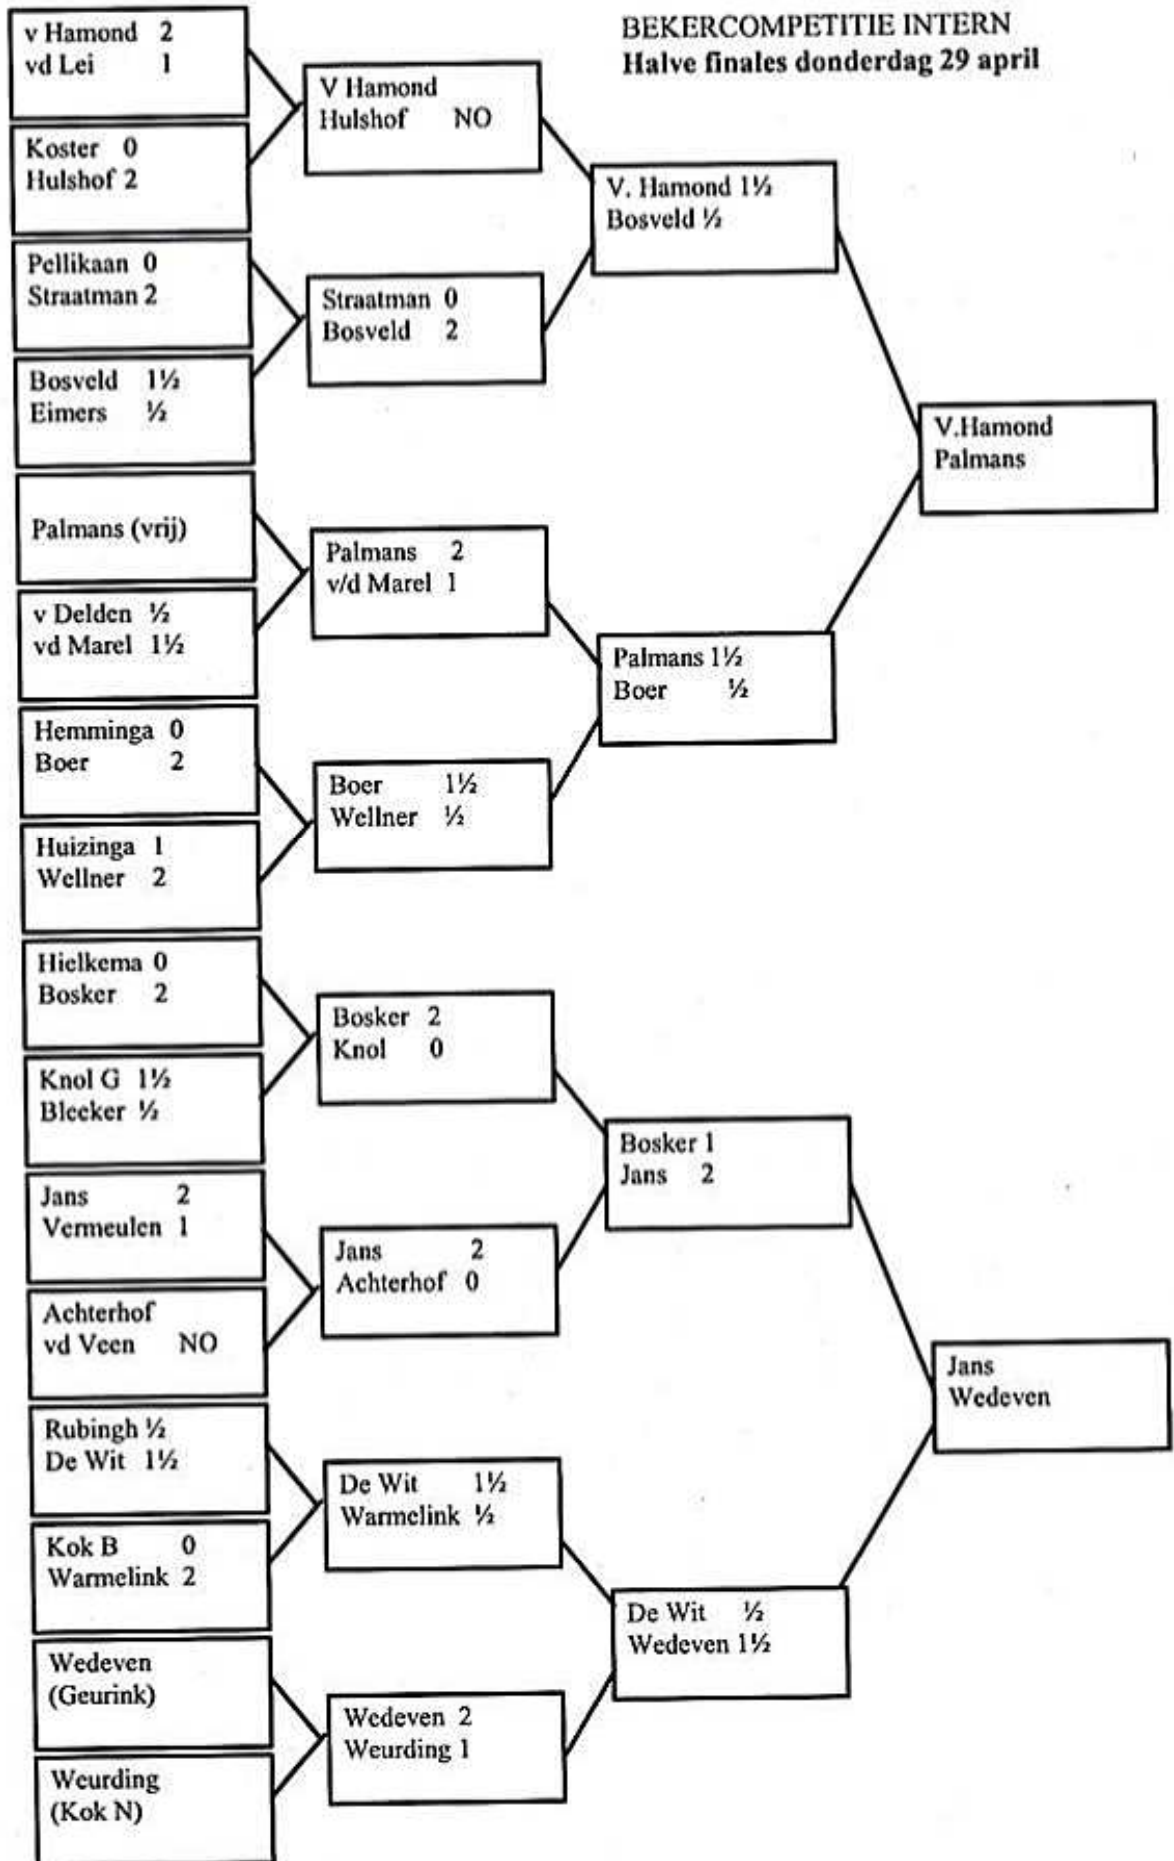 BEKERCOMPETITIE INTERN
Halve finales donderdag 29 april
v Hamond 2
vd Lei 1
Koster 0
Hulshof 2
Pellikaan 0
Straatman 2
Bosveld 1½
Eimers ½
Palmans (vrij)
v Delden ½
vd Marel 1½
Hemminga 0
Boer 2
Huizinga 1
Wellner 2
Hielkema 0
Bosker 2
Knol G 1½
Bleeker ½
Jans 2
Vermeulen 1
Achterhof
vd Veen NO
Rubingh ½
De Wit 1½
Kok B 0
Warmelink 2
Wedeven
(Geurink)
Weurding
(Kok N)
V Hamond
Hulshof NO
Straatman 0
Bosveld 2
Palmans 2
v/d Marel 1
Boer 1½
Wellner ½
Bosker 2
Knol 0
Jans 2
Achterhof 0
De Wit 1½
Warmelink ½
Wedeven 2
Weurding 1
V. Hamond 1½
Bosveld ½
Palmans 1½
Boer ½
Bosker 1
Jans 2
De Wit ½
Wedeven 1½
V.Hamond
Palmans
Jans
Wedeven